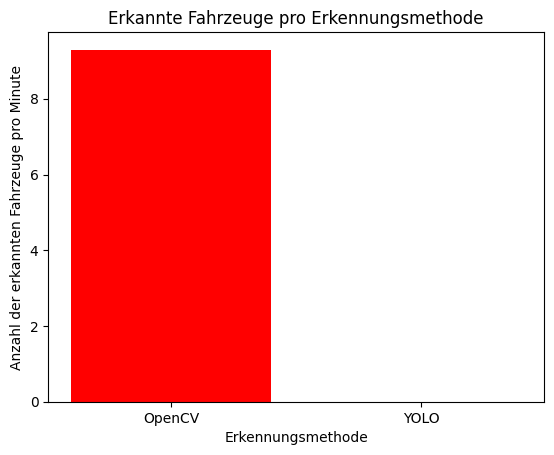 Erkannte Fahrzeuge pro Erkennungsmethode
Anzahl der erkannten Fahrzeuge pro Minute
8
6
4
2
0
OpenCV YOLO
Erkennungsmethode